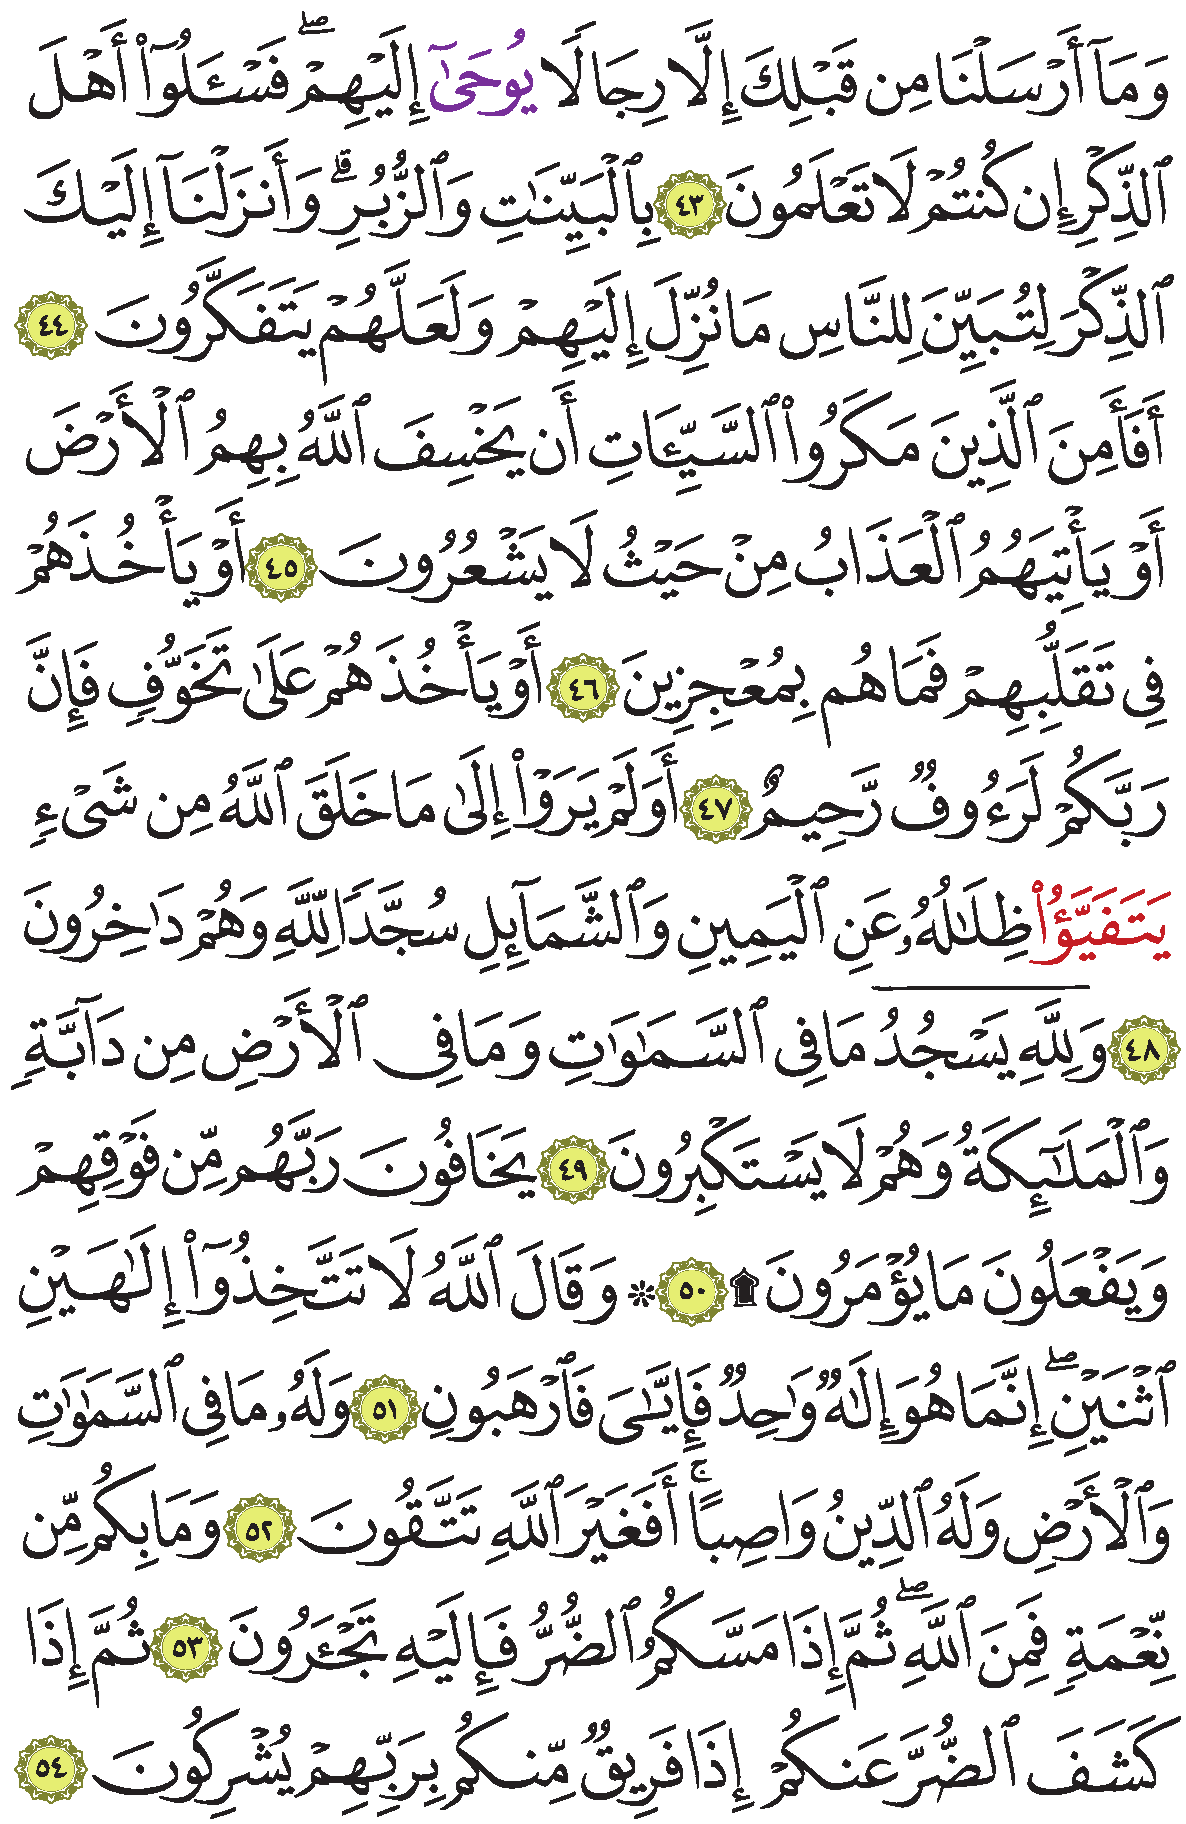 وَمَآ أَرْسَلْنَا مِن قَبْلِكَ إِلَّا رِجَالًا يُوحَىٰٓ إِلَيْهِمْ ۖ فَسْـَٔلُوٓا۟ أَهْلَ
ٱلذِّكْرِ إِن كُنتُمْ لَا تَعْلَمُونَ ٤٣ بِٱلْبَيِّنَٰتِ وَٱلزُّبُرِ ۗ وَأَنزَلْنَآ إِلَيْكَ
ٱلذِّكْرَ لِتُبَيِّنَ لِلنَّاسِ مَا نُزِّلَ إِلَيْهِمْ وَلَعَلَّهُمْ يَتَفَكَّرُونَ ٤٤
أَفَأَمِنَ ٱلَّذِينَ مَكَرُوا۟ ٱلسَّيِّـَٔاتِ أَن يَخْسِفَ ٱللَّهُ بِهِمُ ٱلْأَرْضَ
أَوْ يَأْتِيَهُمُ ٱلْعَذَابُ مِنْ حَيْثُ لَا يَشْعُرُونَ ٤٥ أَوْ يَأْخُذَهُمْ
فِى تَقَلُّبِهِمْ فَمَا هُم بِمُعْجِزِينَ ٤٦ أَوْ يَأْخُذَهُمْ عَلَىٰ تَخَوُّفٍ فَإِنَّ
رَبَّكُمْ لَرَءُوفٌ رَّحِيمٌ ٤٧ أَوَلَمْ يَرَوْا۟ إِلَىٰ مَا خَلَقَ ٱللَّهُ مِن شَىْءٍ
يَتَفَيَّؤُا۟ ظِلَٰلُهُۥ عَنِ ٱلْيَمِينِ وَٱلشَّمَآئِلِ سُجَّدًا لِّلَّهِ وَهُمْ دَٰخِرُونَ
٤٨ وَلِلَّهِ يَسْجُدُ مَا فِى ٱلسَّمَٰوَٰتِ وَمَا فِى ٱلْأَرْضِ مِن دَآبَّةٍ
وَٱلْمَلَٰٓئِكَةُ وَهُمْ لَا يَسْتَكْبِرُونَ ٤٩ يَخَافُونَ رَبَّهُم مِّن فَوْقِهِمْ
وَيَفْعَلُونَ مَا يُؤْمَرُونَ ۩ ٥٠ ۞ وَقَالَ ٱللَّهُ لَا تَتَّخِذُوٓا۟ إِلَٰهَيْنِ
ٱثْنَيْنِ ۖ إِنَّمَا هُوَ إِلَٰهٌ وَٰحِدٌ فَإِيَّٰىَ فَٱرْهَبُونِ ٥١ وَلَهُۥ مَا فِى ٱلسَّمَٰوَٰتِ
وَٱلْأَرْضِ وَلَهُ ٱلدِّينُ وَاصِبًا ۚ أَفَغَيْرَ ٱللَّهِ تَتَّقُونَ ٥٢ وَمَا بِكُم مِّن
نِّعْمَةٍ فَمِنَ ٱللَّهِ ۖ ثُمَّ إِذَا مَسَّكُمُ ٱلضُّرُّ فَإِلَيْهِ تَجْـَٔرُونَ ٥٣ ثُمَّ إِذَا
كَشَفَ ٱلضُّرَّ عَنكُمْ إِذَا فَرِيقٌ مِّنكُم بِرَبِّهِمْ يُشْرِكُونَ ٥٤